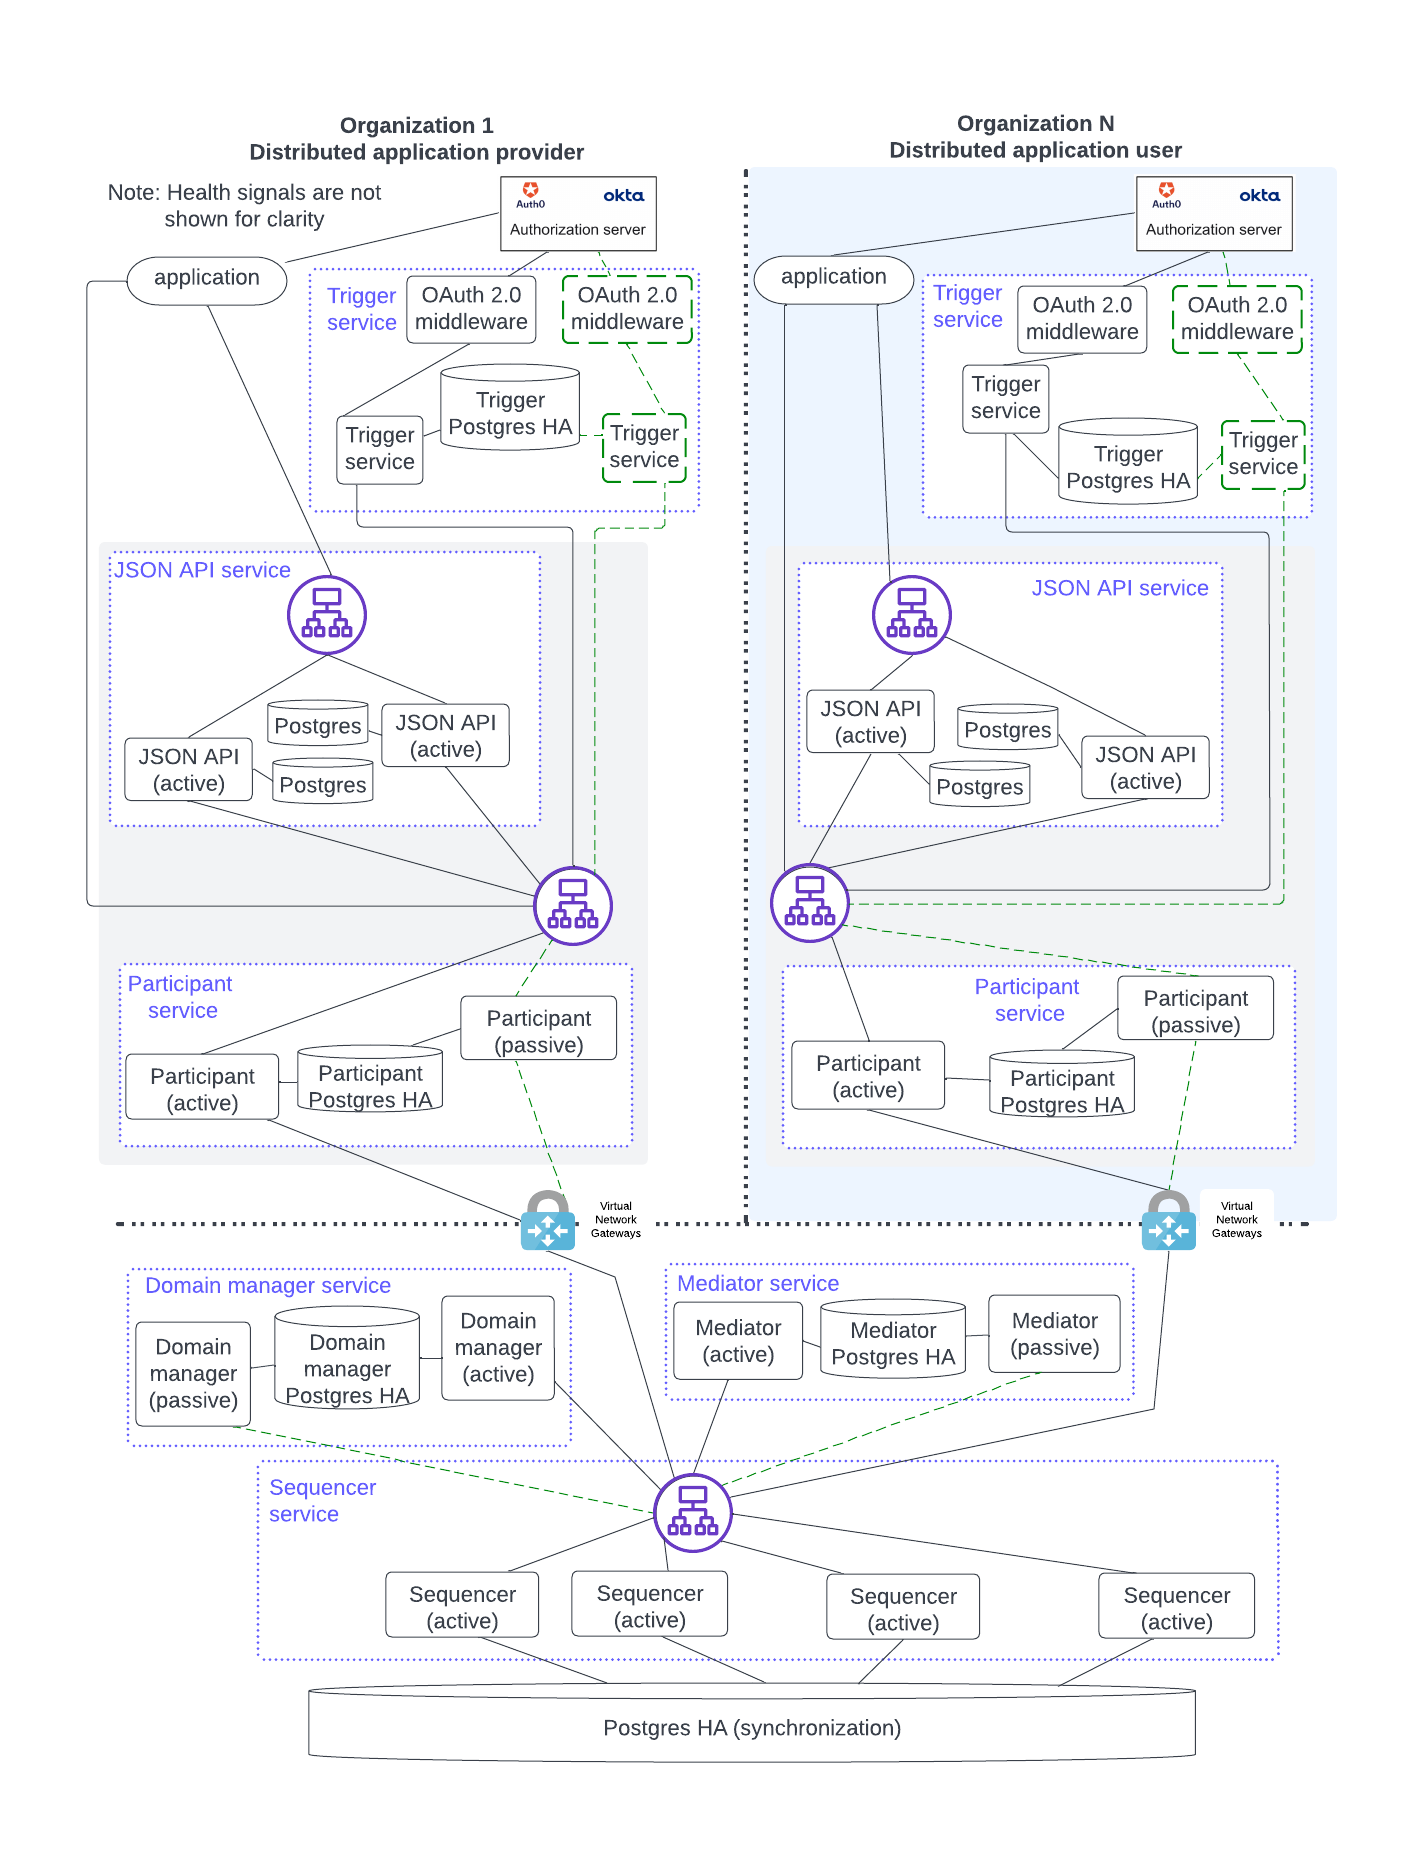 Organization 1
Distributed application provider
Organization N
Distributed application user
Note: Health signals are not
shown for clarity
Auth0
okta
Authorization server
application
Trigger
service
OAuth 2.0
middleware
OAuth 2.0
middleware
Trigger
Postgres HA
Trigger
service
Trigger
service
JSON API service
Postgres
JSON API
(active)
JSON API
(active)
Postgres
Participant
service
Participant
(passive)
Participant
(active)
Participant
Postgres HA
Virtual
Network
Gateways
Auth0
okta
Authorization server
application
Trigger
service
OAuth 2.0
middleware
OAuth 2.0
middleware
Trigger
service
Trigger
Postgres HA
Trigger
service
JSON API service
JSON API
(active)
Postgres
JSON API
(active)
Postgres
Participant
service
Participant
(passive)
Participant
(active)
Participant
Postgres HA
Virtual
Network
Gateways
Domain manager service
Domain
manager
(passive)
Domain
manager
Postgres HA
Domain
manager
(active)
Mediator service
Mediator
(active)
Mediator
Postgres HA
Mediator
(passive)
Sequencer
service
Sequencer
(active)
Sequencer
(active)
Sequencer
(active)
Sequencer
(active)
Postgres HA (synchronization)